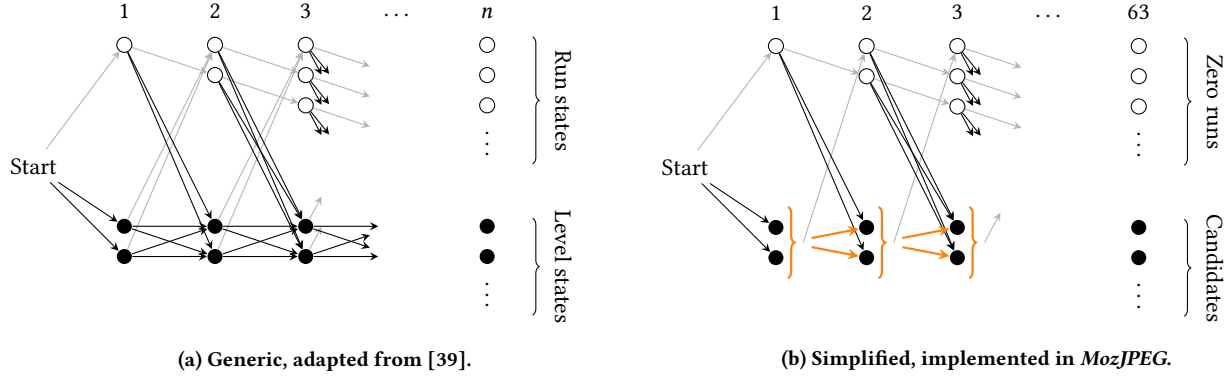 1 2 3 ... n
Run states
Start
Level states
(a) Generic, adapted from [39].
1 2 3 ... 63
Zero runs
Start
Candidates
(b) Simplified, implemented in MozJPEG.